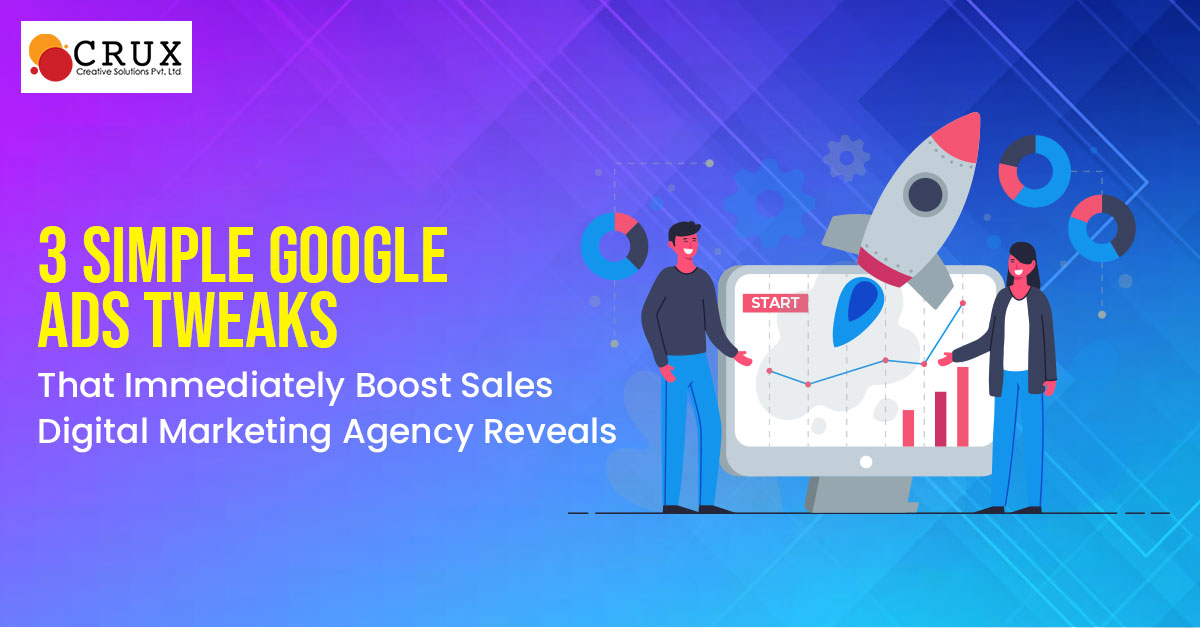 CRUX
Creative Solutions Pvt. Ltd.
3 SIMPLE GOOGLE
ADS TWEAKS
That Immediately Boost Sales
Digital Marketing Agency Reveals
START